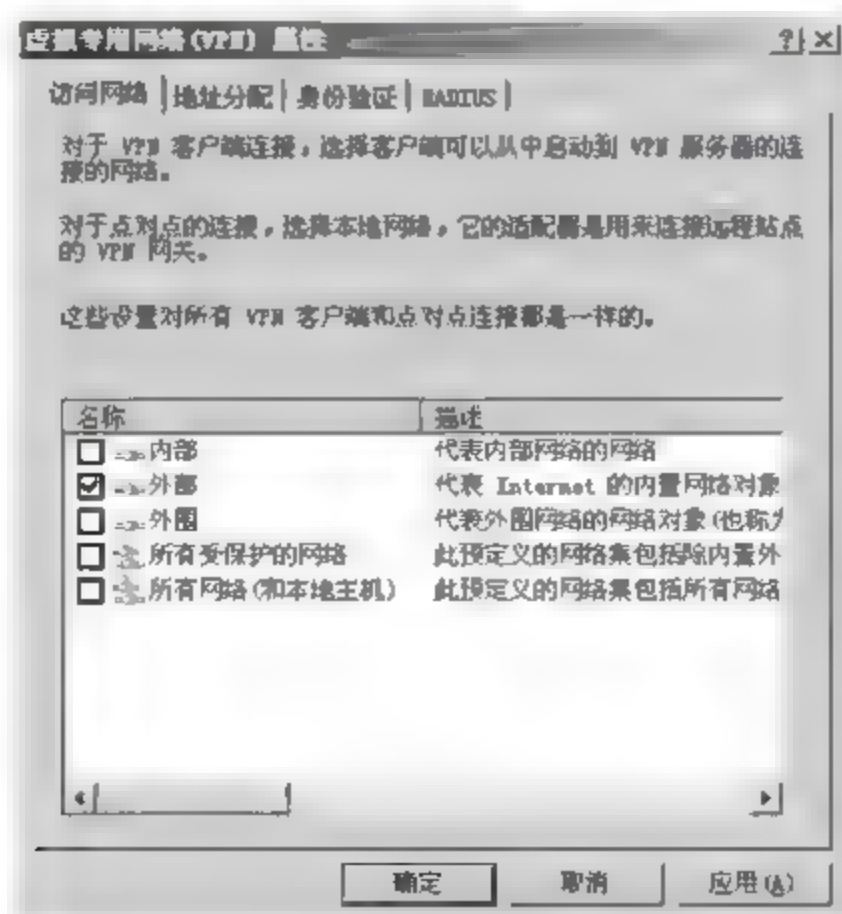 虚拟专用网络(VPN) 属性
访问网络 地址分配 身份验证 RADIUS
对于 VPN 客户端连接，选择客户端可以从中启动到 VPN 服务器的连
接的网络。
对于点对点的连接，选择本地网络，它的适配器是用来连接远程站点
的 VPN 网关。
这些设置对所有 VPN 客户端和点对点连接都是一样的。
名称 描述
内部 代表内部网络的网络
外部 代表 Internet 的内置网络对象
外围 代表外围网络的网络对象(也称为
所有受保护的网络 此预定义的网络集包括除内置外
所有网络(和本地主机) 此预定义的网络集包括所有网络
确定 取消 应用(A)